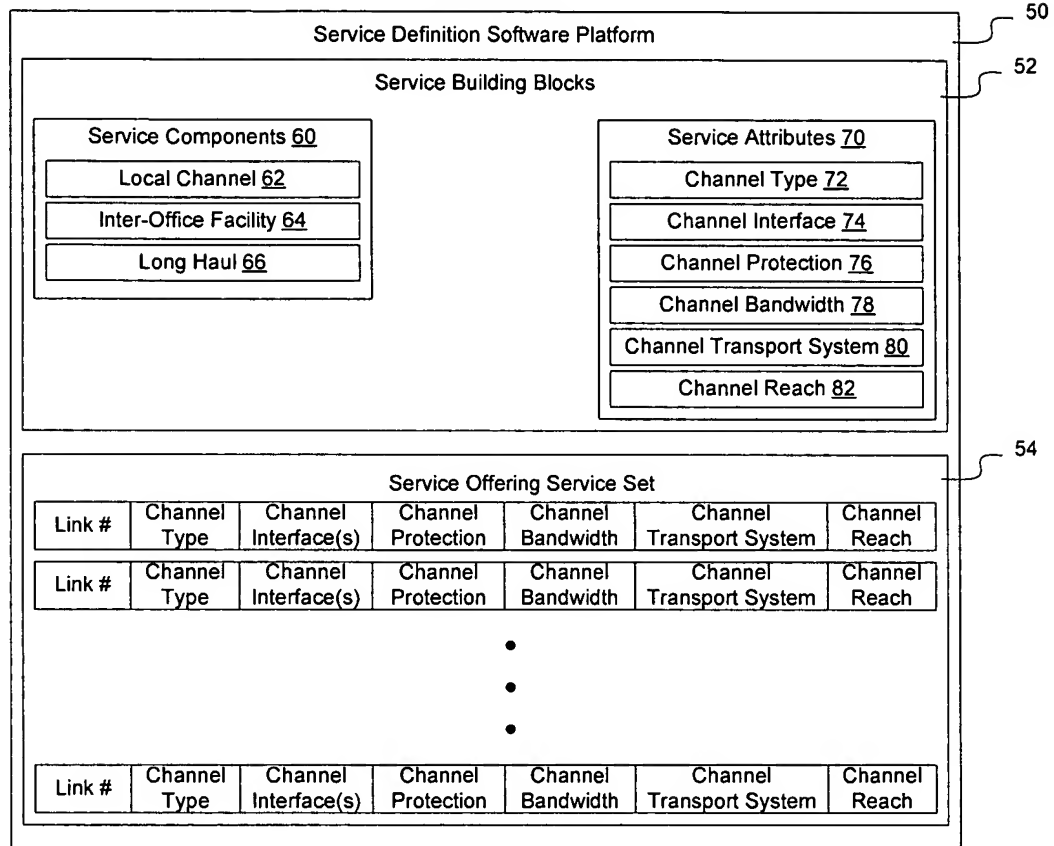 Service Definition Software Platform
50
Service Building Blocks
52
Service Components 60
Local Channel 62
Inter-Office Facility 64
Long Haul 66
Service Attributes 70
Channel Type 72
Channel Interface 74
Channel Protection 76
Channel Bandwidth 78
Channel Transport System 80
Channel Reach 82
54
Service Offering Service Set
Link # Channel Type Channel Interface(s) Channel Protection Channel Bandwidth Channel Transport System Channel Reach
Link # Channel Type Channel Interface(s) Channel Protection Channel Bandwidth Channel Transport System Channel Reach
Link # Channel Type Channel Interface(s) Channel Protection Channel Bandwidth Channel Transport System Channel Reach